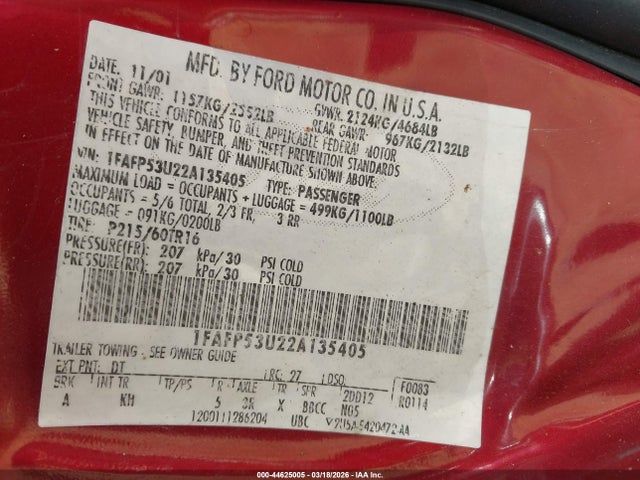 MFD. BY FORD MOTOR CO. IN U.S.A.
DATE: 11/01 GVWR: 2124KG/4684LB
FRONT GAWR: 1157KG/2552LB REAR GAWR: 967KG/2132LB
THIS VEHICLE CONFORMS TO ALL APPLICABLE FEDERAL MOTOR
VEHICLE SAFETY, BUMPER, AND THEFT PREVENTION STANDARDS
IN EFFECT ON THE DATE OF MANUFACTURE SHOWN ABOVE.
VIN: 1FAFP53U22A135405 TYPE: PASSENGER
MAXIMUM LOAD = OCCUPANTS + LUGGAGE = 499KG/1100LB
OCCUPANTS: 5/6 TOTAL, 2/3 FR, 3 RR
LUGGAGE = 091KG/0200LB
TIRE: P215/60TR16
PRESSURE(FR): 207 kPa/30 PSI COLD
PRESSURE(RR): 207 kPa/30 PSI COLD
1FAFP53U22A135405
TRAILER TOWING - SEE OWNER GUIDE
EXT PNT: DT RC: 27 DSO: F0083
BRK INT TR TP/PS R AXLE TR SPR 2DD12 R0114
A KH 5 X BBCC N05
UBC
000-44625005 - 03/18/2026 - IAA Inc.